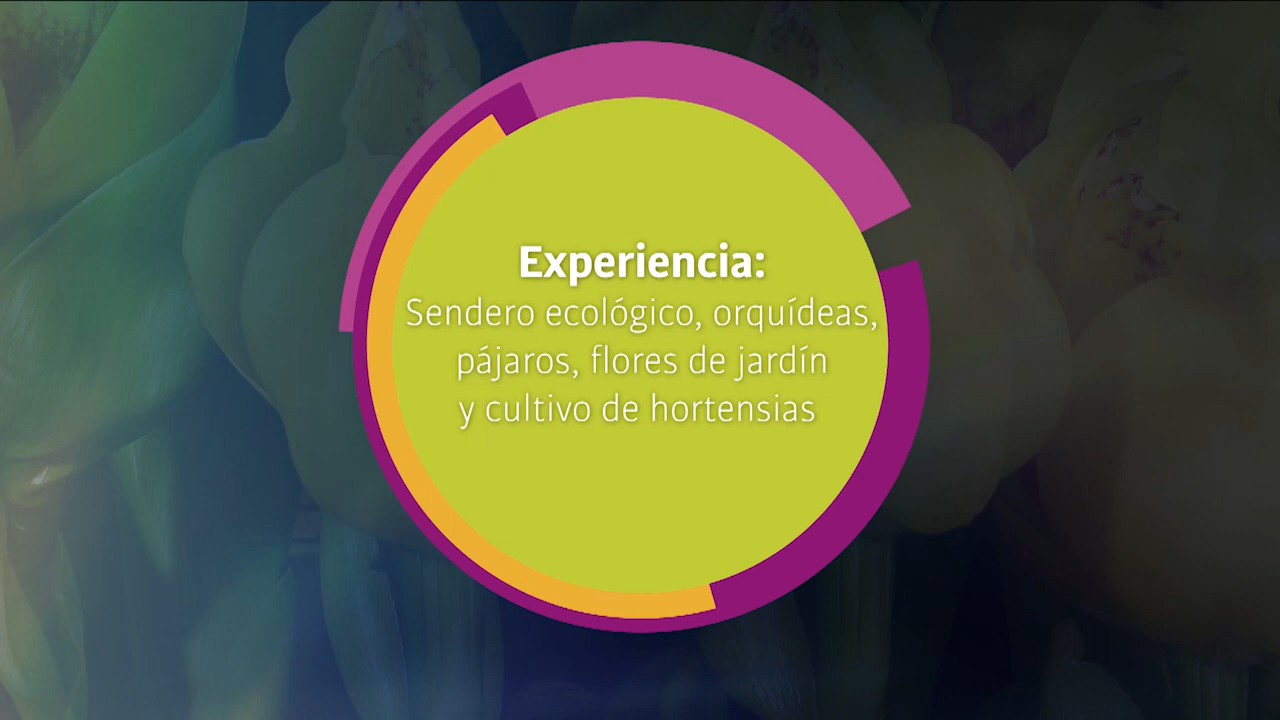 Experiencia:
Sendero ecológico, orquídeas,
pájaros, flores de jardín
y cultivo de hortensias